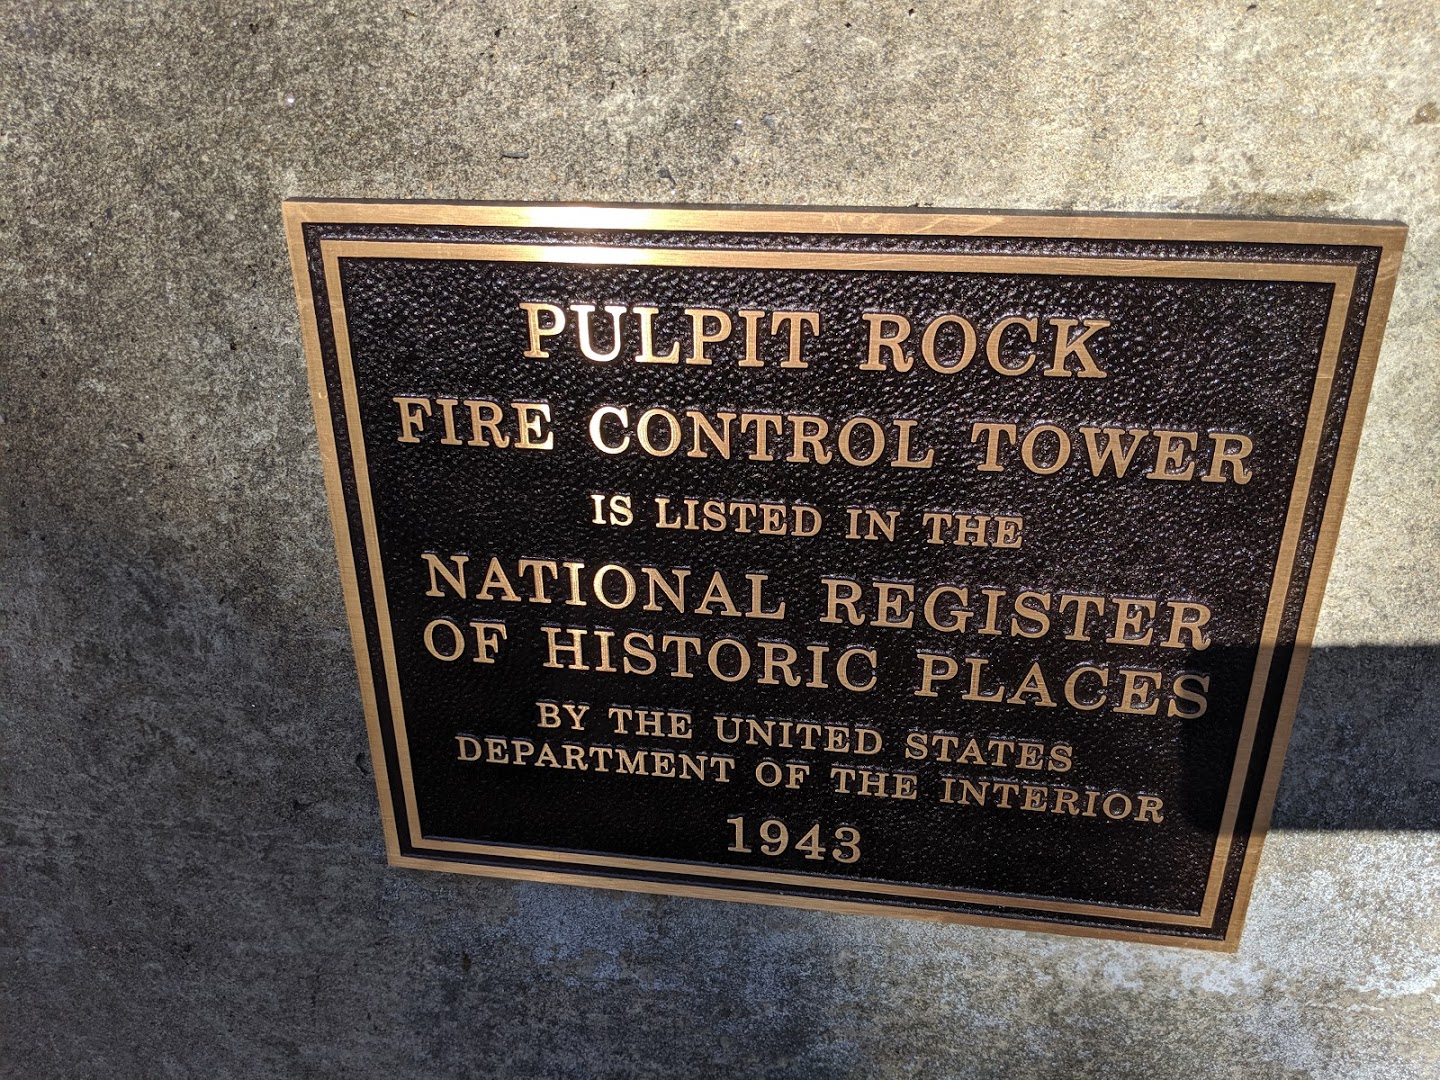 PULPIT ROCK
FIRE CONTROL TOWER
IS LISTED IN THE
NATIONAL REGISTER
OF HISTORIC PLACES
BY THE UNITED STATES
DEPARTMENT OF THE INTERIOR
1943